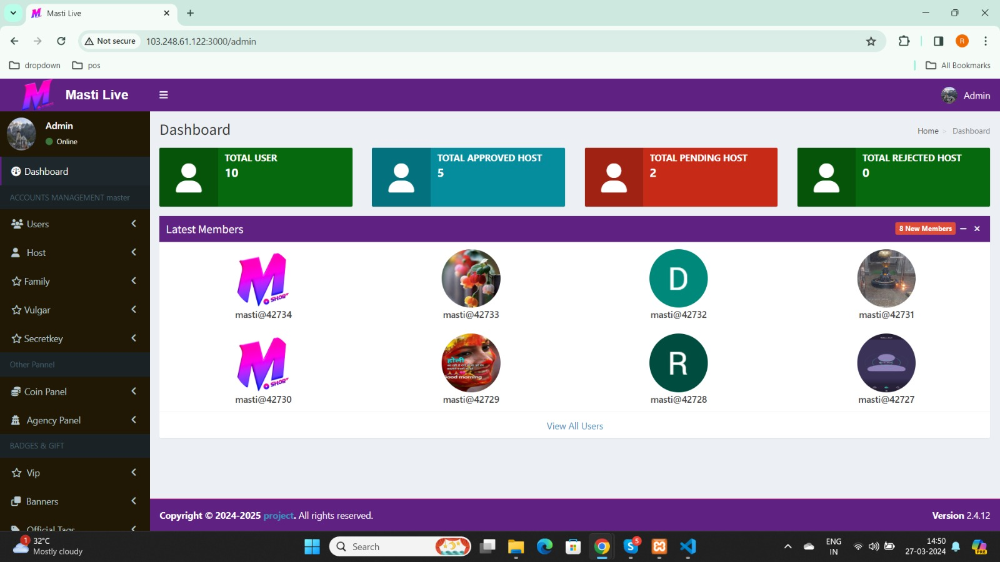 Masti Live
Not secure
103.248.61.122:3000/admin
R
dropdown
pos
All Bookmarks
M
Masti Live
Admin
Admin
Online
Dashboard
Home > Dashboard
TOTAL USER
10
TOTAL APPROVED HOST
5
TOTAL PENDING HOST
2
TOTAL REJECTED HOST
0
Dashboard
ACCOUNTS MANAGEMENT master
Users
Host
Family
Vulgar
Secretkey
Other Pannel
Coin Panel
Agency Panel
BADGES & GIFT
Vip
Banners
Official Tags
Latest Members
8 New Members
M SHORT
D
masti@42734
masti@42733
masti@42732
masti@42731
M SHORT
होली
Good morning
R
masti@42730
masti@42729
masti@42728
masti@42727
View All Users
Copyright © 2024-2025 project. All rights reserved.
Version 2.4.12
1
32°C
Mostly cloudy
Search
5
ENG
IN
14:50
27-03-2024
PRE